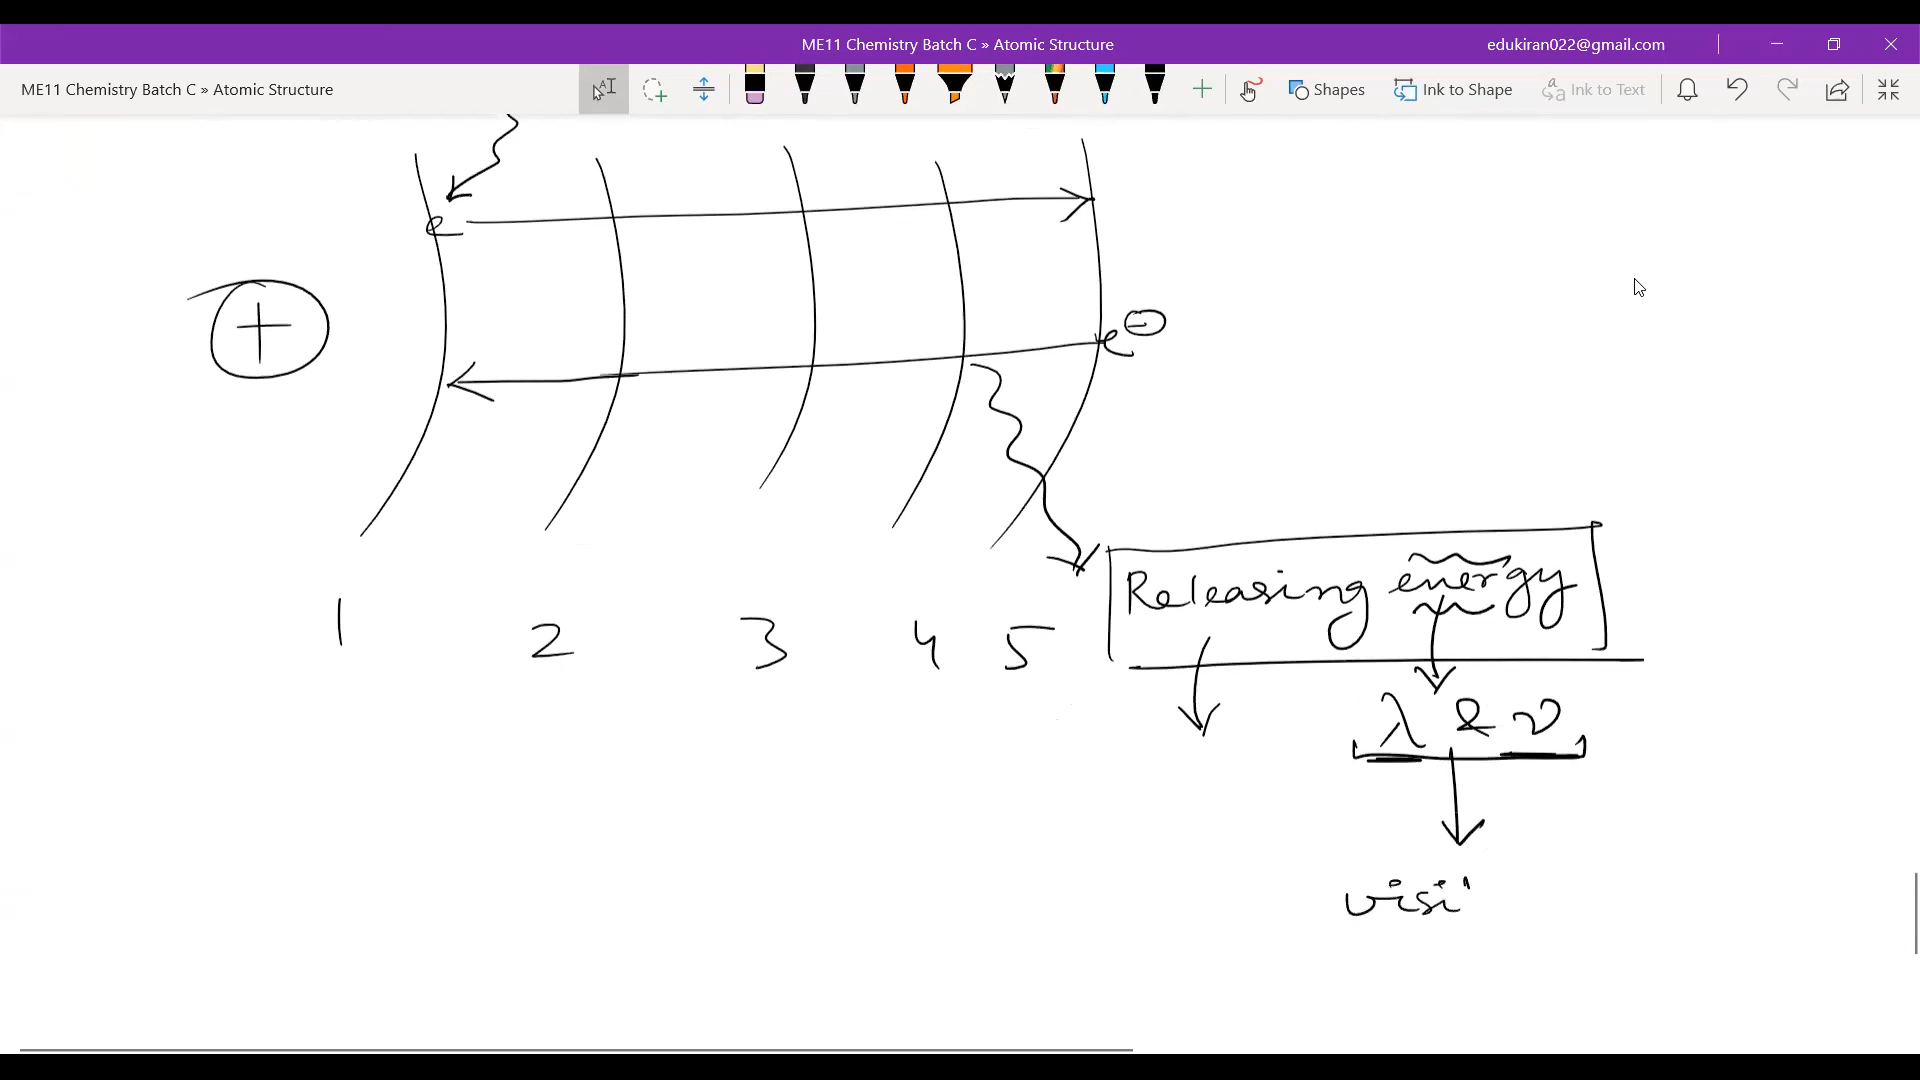 ME11 Chemistry Batch C » Atomic Structure
edukiran022@gmail.com
ME11 Chemistry Batch C » Atomic Structure
Shapes
Ink to Shape
Ink to Text
e
+
e⊖
Releasing energy
1 2 3 4 5
λ & ν
visi